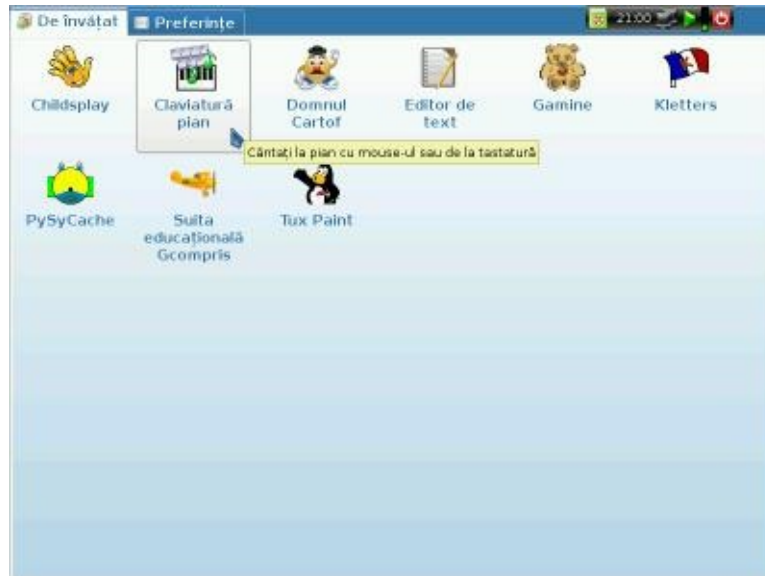 De învățat Preferințe 21:00
Childsplay Claviatură pian Domnul Cartof Editor de text Gamine Kletters
Cântați la pian cu mouse-ul sau de la tastatură
PySyCache Suita educațională Gcompris Tux Paint